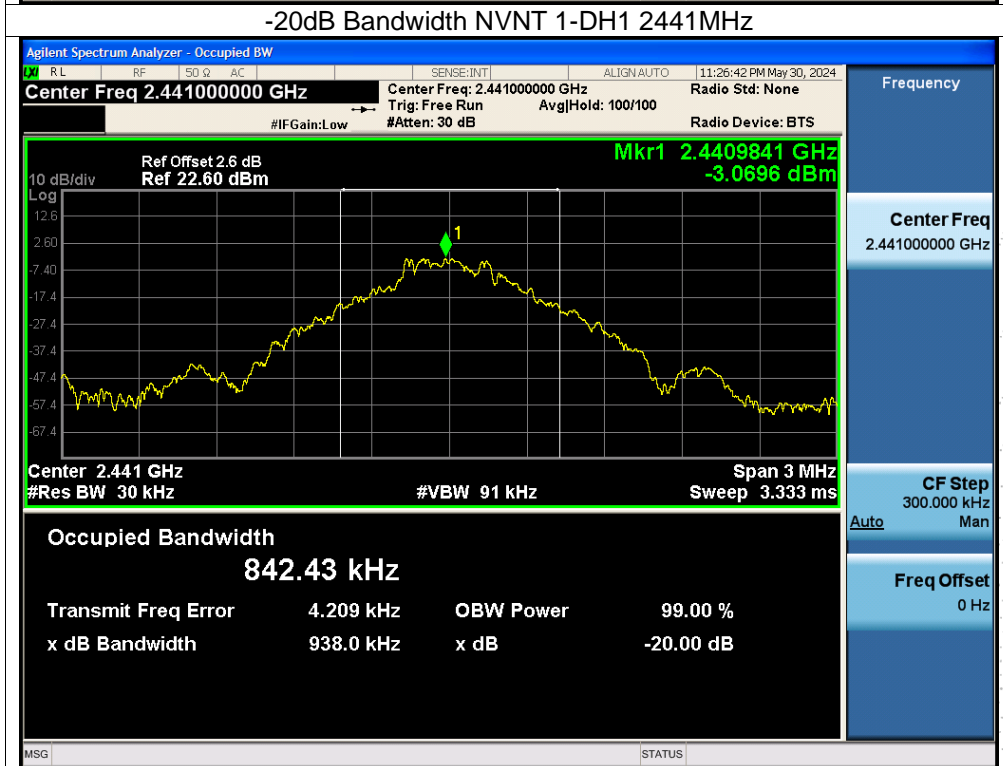 -20dB Bandwidth NVNT 1-DH1 2441MHz
Agilent Spectrum Analyzer - Occupied BW
LXI RL RF 50 Ω AC SENSE:INT ALIGN AUTO 11:26:42 PM May 30, 2024
Center Freq 2.441000000 GHz
Center Freq: 2.441000000 GHz Radio Std: None
Trig: Free Run Avg|Hold: 100/100
#IFGain:Low #Atten: 30 dB Radio Device: BTS
Mkr1 2.4409841 GHz
-3.0696 dBm
Ref Offset 2.6 dB
10 dB/div Ref 22.60 dBm
Log
12.6
2.60
-7.40
-17.4
-27.4
-37.4
-47.4
-57.4
-67.4
1
Center 2.441 GHz Span 3 MHz
#Res BW 30 kHz #VBW 91 kHz Sweep 3.333 ms
Occupied Bandwidth
842.43 kHz
Transmit Freq Error 4.209 kHz OBW Power 99.00 %
x dB Bandwidth 938.0 kHz x dB -20.00 dB
Frequency
Center Freq
2.441000000 GHz
CF Step
300.000 kHz
Auto Man
Freq Offset
0 Hz
MSG STATUS